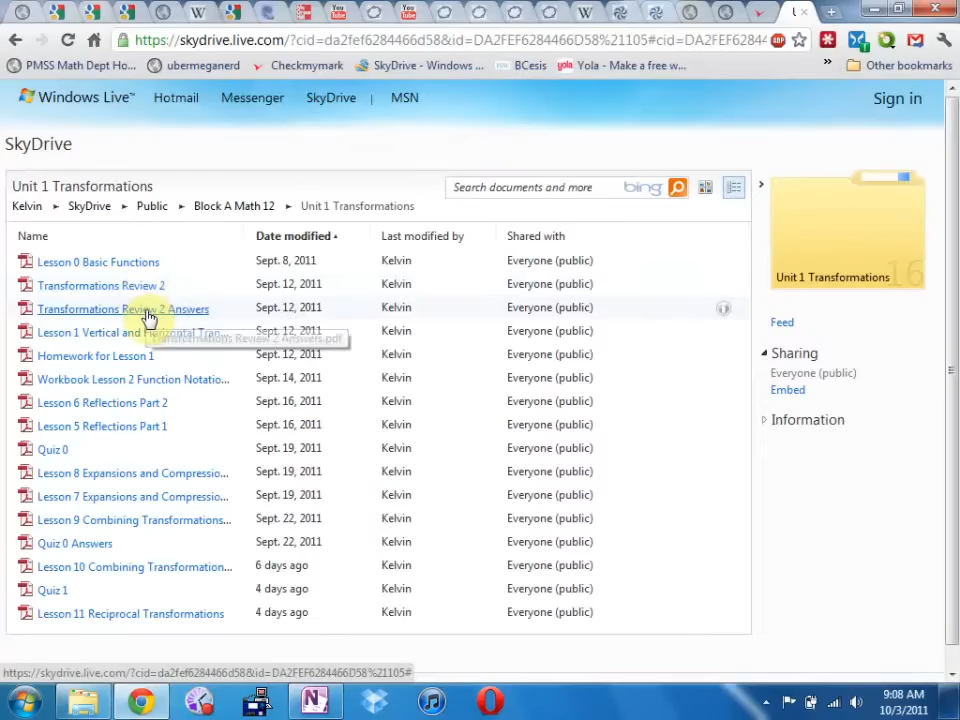 https://skydrive.live.com/?cid=da2fef6284466d58&id=DA2FEF6284466D58%21105#cid=DA2FEF62844
PMSS Math Dept Ho...
ubermeganerd
Checkmymark
SkyDrive - Windows ...
BCesis
yola
Yola - Make a free w...
»
Other bookmarks
Windows Live™
Hotmail
Messenger
SkyDrive
|
MSN
Sign in
SkyDrive
Unit 1 Transformations
Search documents and more
bing
Kelvin ► SkyDrive ► Public ► Block A Math 12 ► Unit 1 Transformations
Name Date modified Last modified by Shared with
Lesson 0 Basic Functions Sept. 8, 2011 Kelvin Everyone (public)
Transformations Review 2 Sept. 12, 2011 Kelvin Everyone (public)
Transformations Review 2 Answers Sept. 12, 2011 Kelvin Everyone (public)
Lesson 1 Vertical and Horizontal Tran... Sept. 12, 2011 Kelvin Everyone (public)
Transformations Review 2 Answers.pdf
Homework for Lesson 1 Sept. 12, 2011 Kelvin Everyone (public)
Workbook Lesson 2 Function Notatio... Sept. 14, 2011 Kelvin Everyone (public)
Lesson 6 Reflections Part 2 Sept. 16, 2011 Kelvin Everyone (public)
Lesson 5 Reflections Part 1 Sept. 16, 2011 Kelvin Everyone (public)
Quiz 0 Sept. 19, 2011 Kelvin Everyone (public)
Lesson 8 Expansions and Compressio... Sept. 19, 2011 Kelvin Everyone (public)
Lesson 7 Expansions and Compressio... Sept. 19, 2011 Kelvin Everyone (public)
Lesson 9 Combining Transformations... Sept. 22, 2011 Kelvin Everyone (public)
Quiz 0 Answers Sept. 22, 2011 Kelvin Everyone (public)
Lesson 10 Combining Transformation... 6 days ago Kelvin Everyone (public)
Quiz 1 4 days ago Kelvin Everyone (public)
Lesson 11 Reciprocal Transformations 4 days ago Kelvin Everyone (public)
Unit 1 Transformations
16
Feed
Sharing
Everyone (public)
Embed
Information
https://skydrive.live.com/?cid=da2fef6284466d58&id=DA2FEF6284466D58%21105#
9:08 AM
10/3/2011